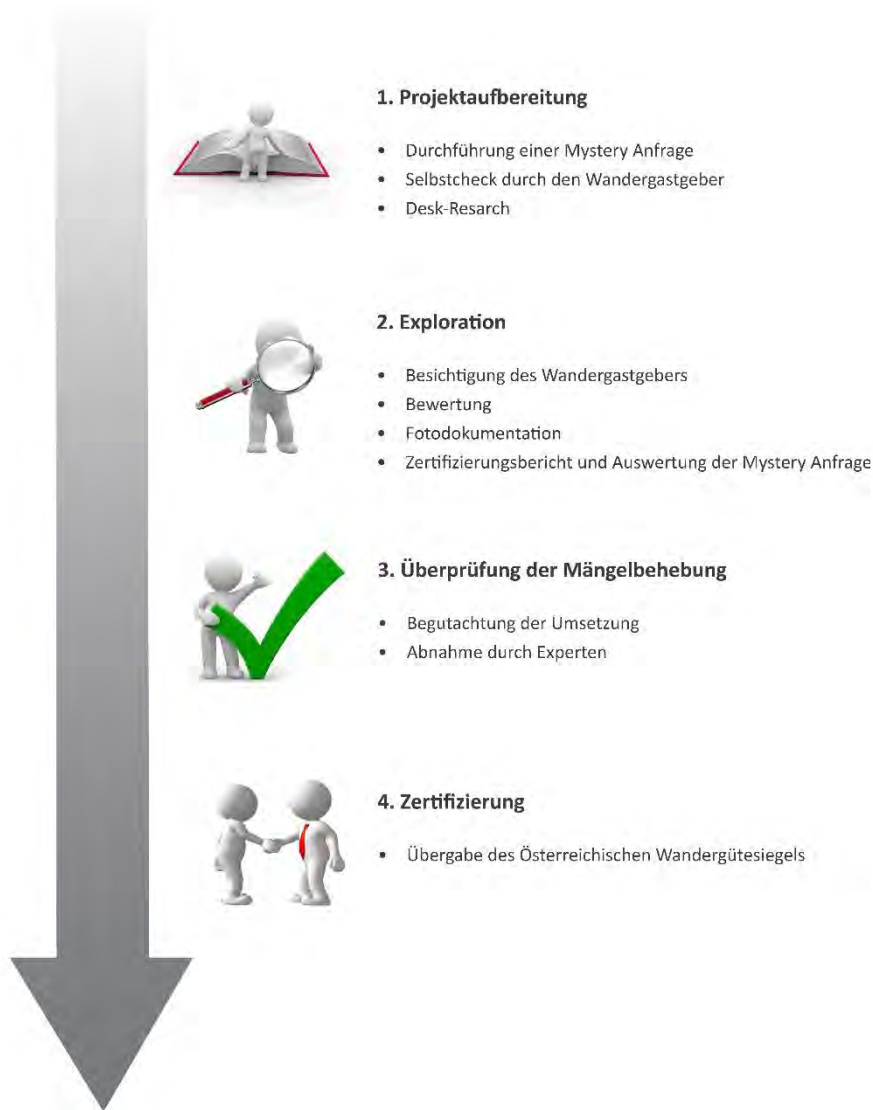 1. Projektaufbereitung
• Durchführung einer Mystery Anfrage
• Selbstcheck durch den Wandergastgeber
• Desk-Resarch
2. Exploration
• Besichtigung des Wandergastgebers
• Bewertung
• Fotodokumentation
• Zertifizierungsbericht und Auswertung der Mystery Anfrage
3. Überprüfung der Mängelbehebung
• Begutachtung der Umsetzung
• Abnahme durch Experten
4. Zertifizierung
• Übergabe des Österreichischen Wandergütesiegels